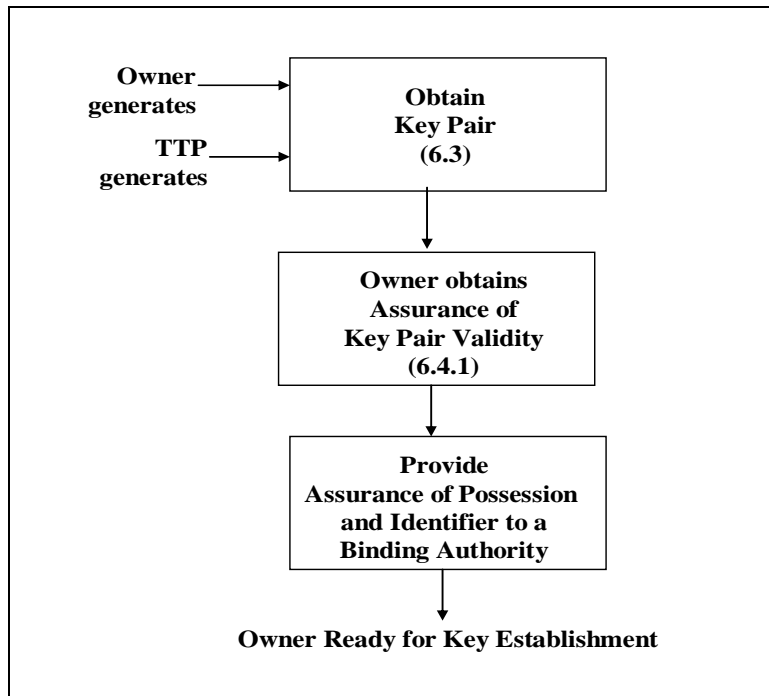 Owner
generates
TTP
generates
Obtain
Key Pair
(6.3)
Owner obtains
Assurance of
Key Pair Validity
(6.4.1)
Provide
Assurance of Possession
and Identifier to a
Binding Authority
Owner Ready for Key Establishment